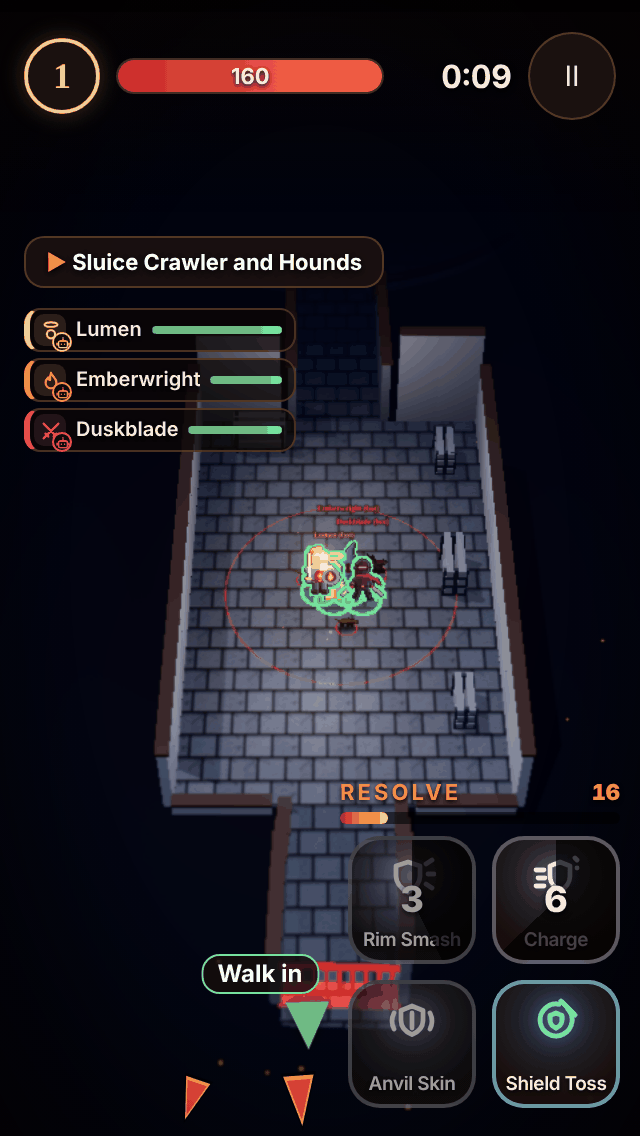 1
160
0:09
Sluice Crawler and Hounds
Lumen
Emberwright
Duskblade
RESOLVE
16
3
Rim Smash
6
Charge
Walk in
Anvil Skin
Shield Toss